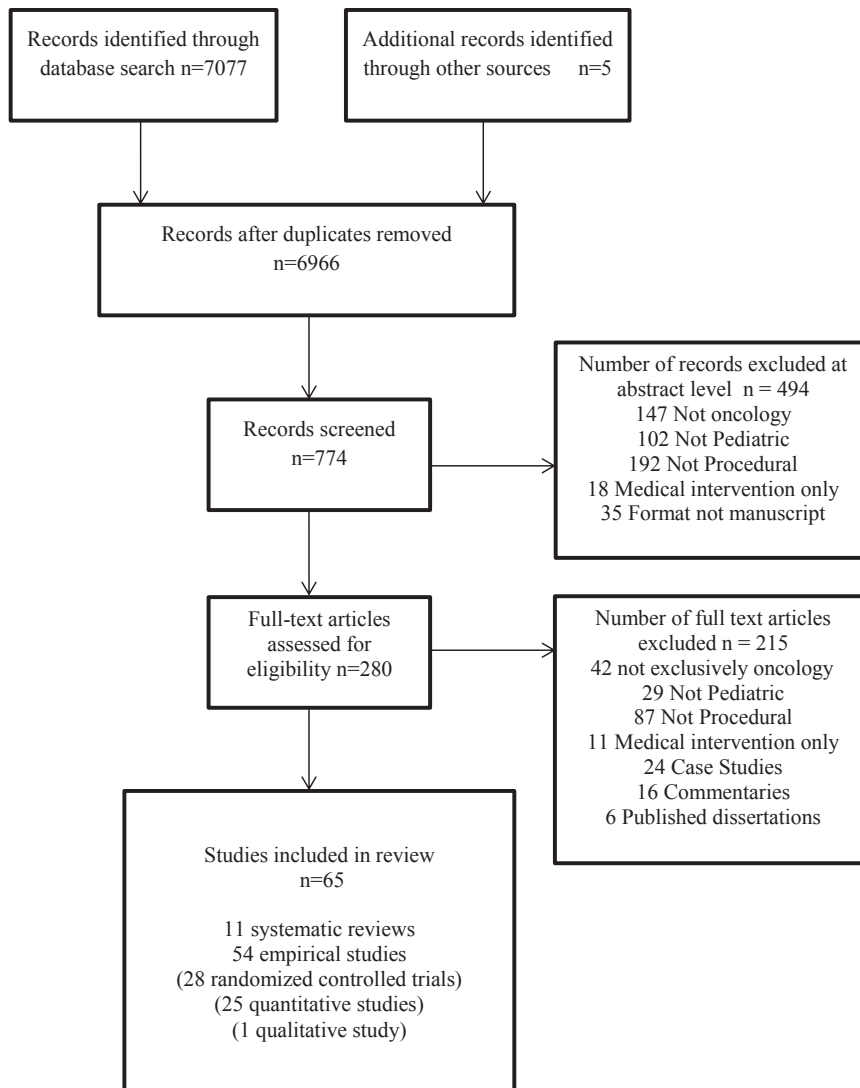 Records identified through
database search n=7077
Additional records identified
through other sources n=5
Records after duplicates removed
n=6966
Records screened
n=774
Number of records excluded at
abstract level n = 494
147 Not oncology
102 Not Pediatric
192 Not Procedural
18 Medical intervention only
35 Format not manuscript
Full-text articles
assessed for
eligibility n=280
Number of full text articles
excluded n = 215
42 not exclusively oncology
29 Not Pediatric
87 Not Procedural
11 Medical intervention only
24 Case Studies
16 Commentaries
6 Published dissertations
Studies included in review
n=65
11 systematic reviews
54 empirical studies
(28 randomized controlled trials)
(25 quantitative studies)
(1 qualitative study)